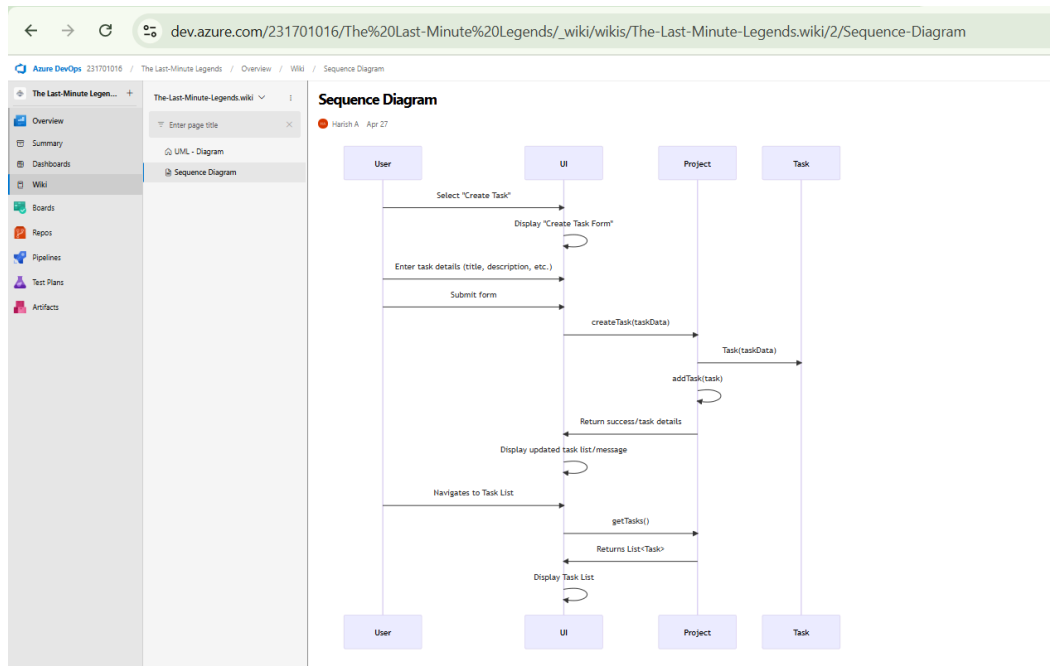 dev.azure.com/231701016/The%20Last-Minute%20Legends/_wiki/wikis/The-Last-Minute-Legends.wiki/2/Sequence-Diagram
Azure DevOps 231701016 / The Last-Minute Legends / Overview / Wiki / Sequence Diagram
The Last-Minute Legen... +
Overview
Summary
Dashboards
Wiki
Boards
Repos
Pipelines
Test Plans
Artifacts
The-Last-Minute-Legends.wiki
Enter page title
UML - Diagram
Sequence Diagram
Sequence Diagram
Harish A Apr 27
User UI Project Task
Select "Create Task"
Display "Create Task Form"
Enter task details (title, description, etc.)
Submit form
createTask(taskData)
Task(taskData)
addTask(task)
Return success/task details
Display updated task list/message
Navigates to Task List
getTasks()
Returns List<Task>
Display Task List
User UI Project Task